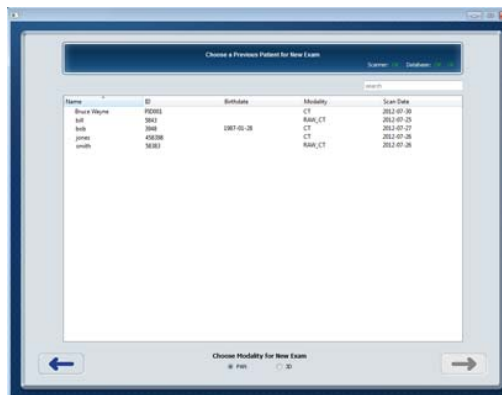 Choose a Previous Patient for New Exam
Scanner: Database:
search
Name ID Birthdate Modality Scan Date
Bruce Wayne PID001 CT 2012-07-30
bill 5843 RAW_CT 2012-07-25
bob 3948 1987-01-28 CT 2012-07-27
jones 458398 CT 2012-07-26
smith 58383 RAW_CT 2012-07-26
Choose Modality for New Exam
3D